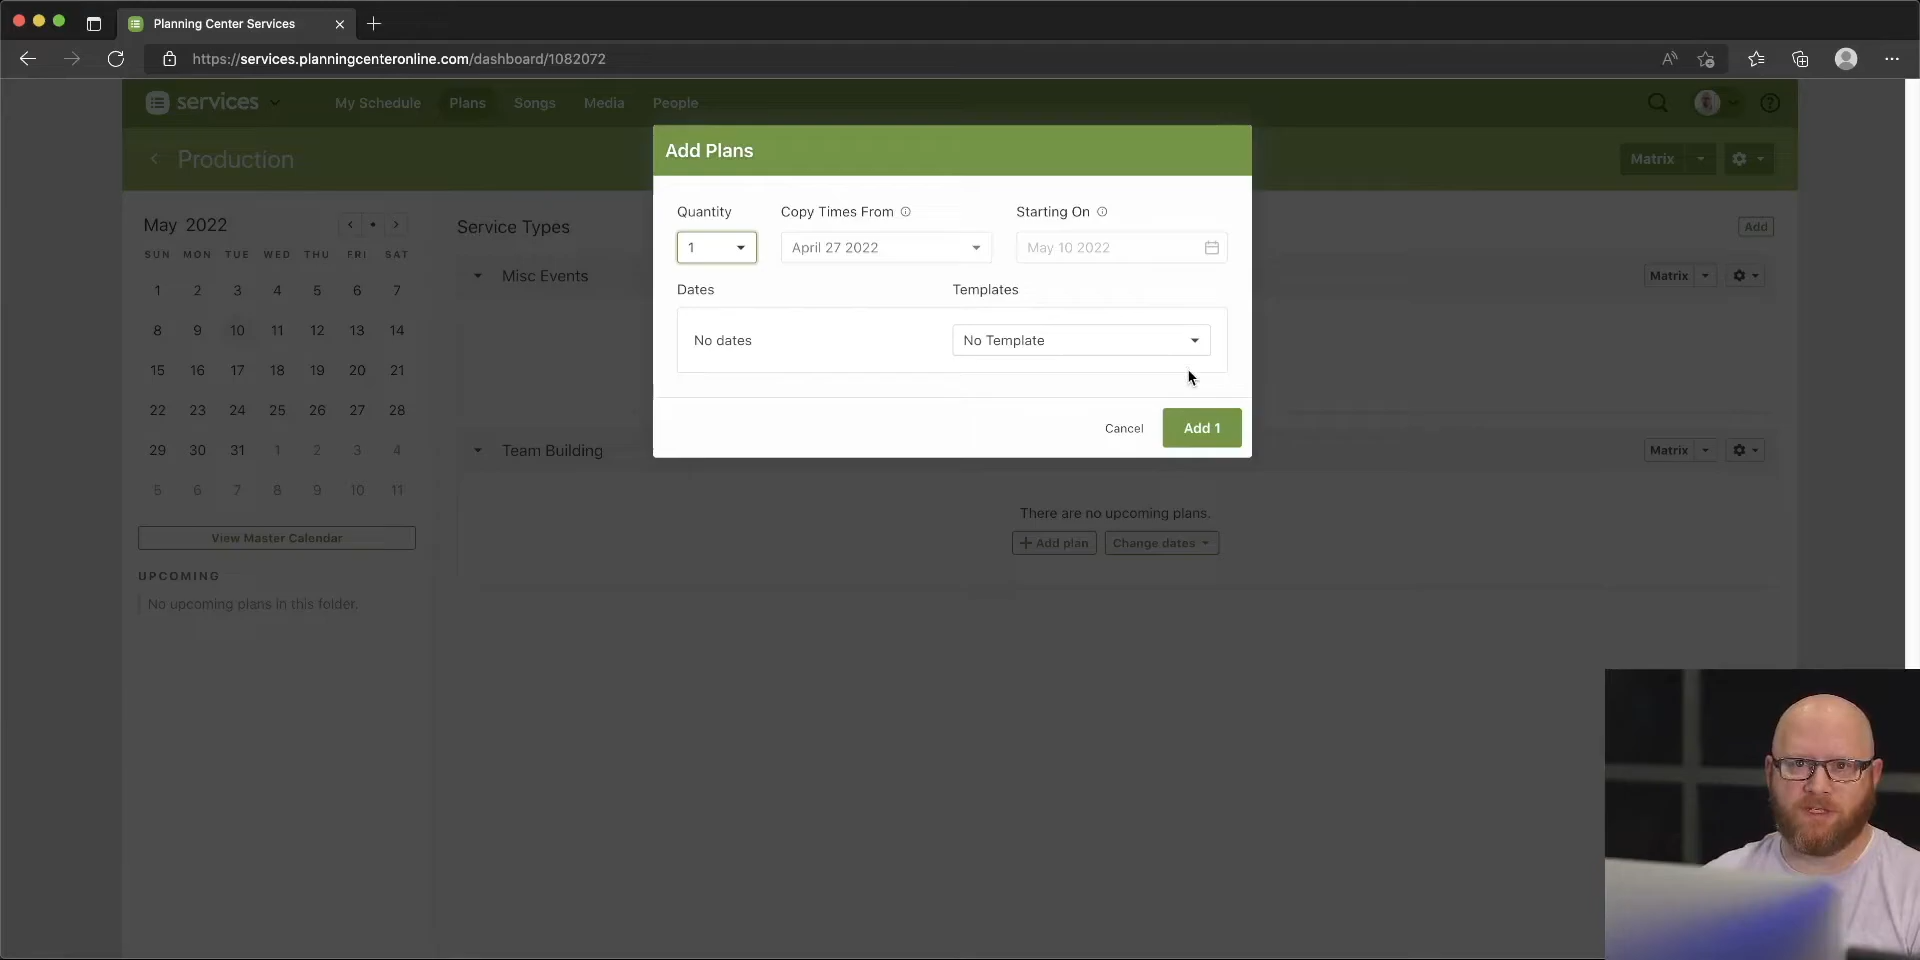 Planning Center Services
https://services.planningcenteronline.com/dashboard/1082072
services My Schedule Plans Songs Media People
Production
Matrix
Add Plans
Quantity Copy Times From Starting On
1 April 27 2022 May 10 2022
Dates Templates
No dates No Template
Cancel Add 1
May 2022
SUN MON TUE WED THU FRI SAT
1 2 3 4 5 6 7
8 9 10 11 12 13 14
15 16 17 18 19 20 21
22 23 24 25 26 27 28
29 30 31 1 2 3 4
5 6 7 8 9 10 11
View Master Calendar
UPCOMING
No upcoming plans in this folder.
Service Types Add
Misc Events Matrix
Team Building Matrix
There are no upcoming plans.
+ Add plan Change dates